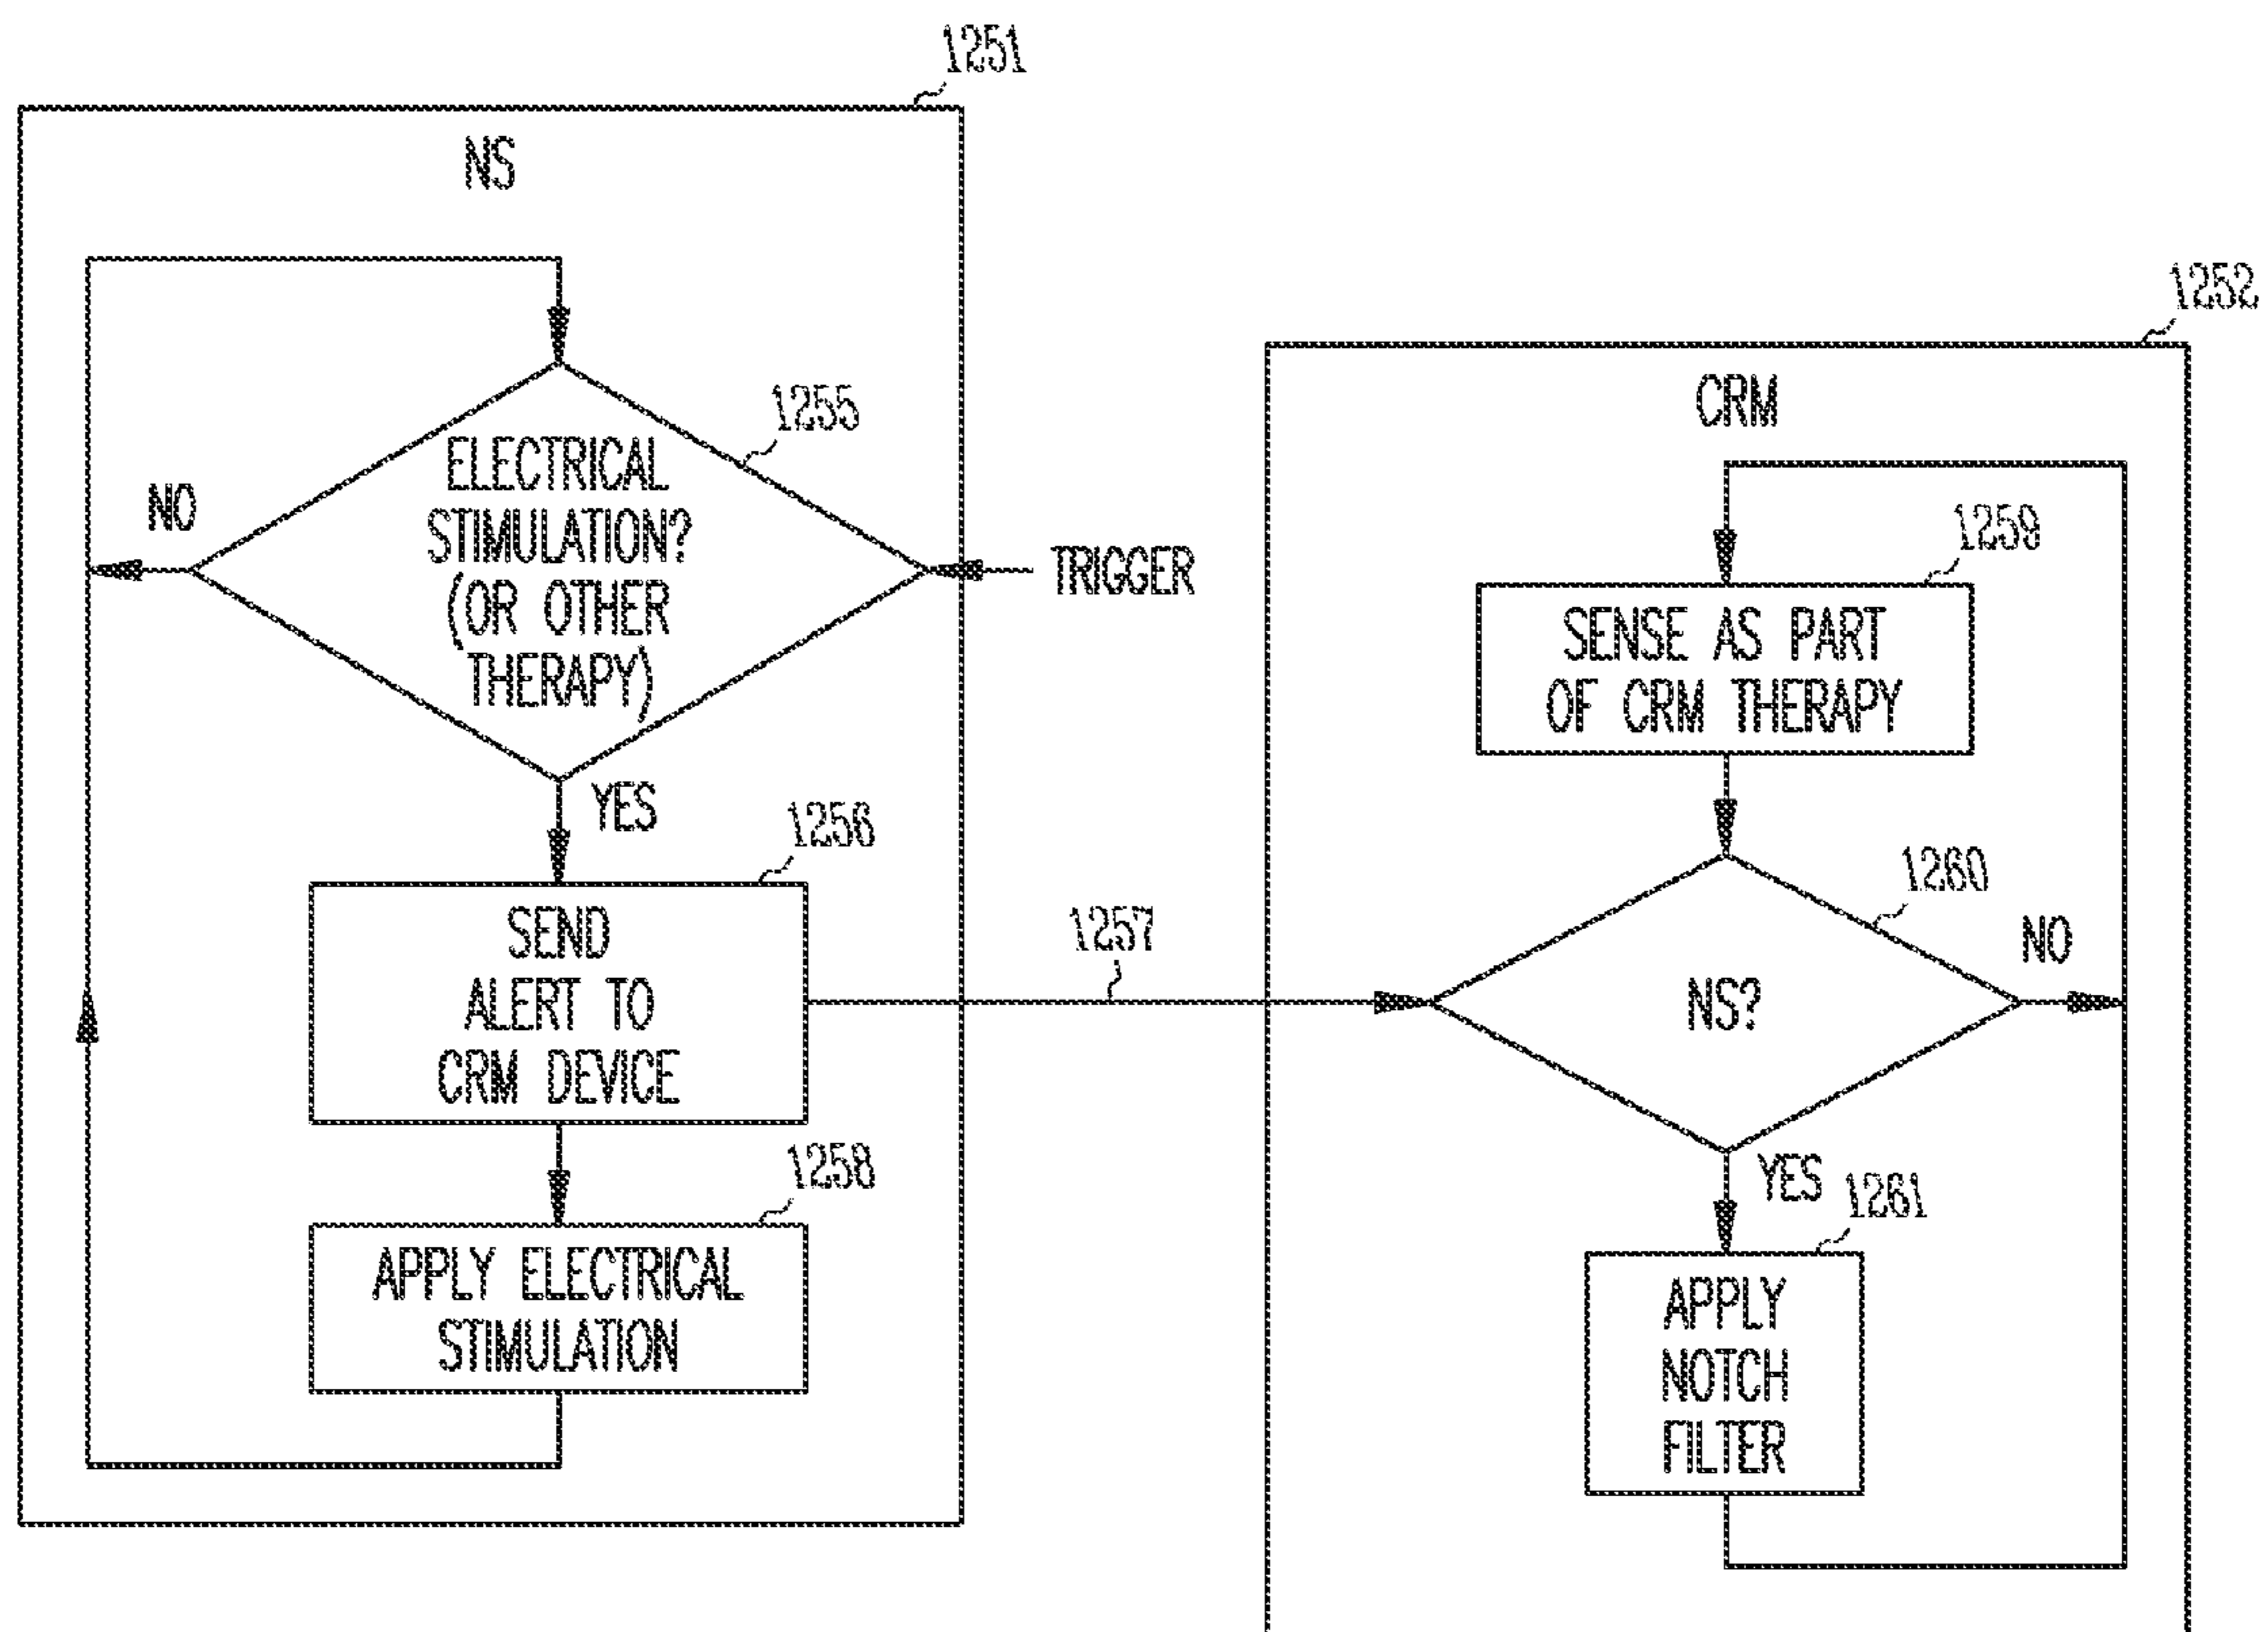 1251
NS
1255
ELECTRICAL
STIMULATION?
(OR OTHER
THERAPY)
NO
TRIGGER
YES
1256
SEND
ALERT TO
CRM DEVICE
1257
1258
APPLY ELECTRICAL
STIMULATION
1252
CRM
1259
SENSE AS PART
OF CRM THERAPY
1260
NO
NS?
YES
1261
APPLY
NOTCH
FILTER